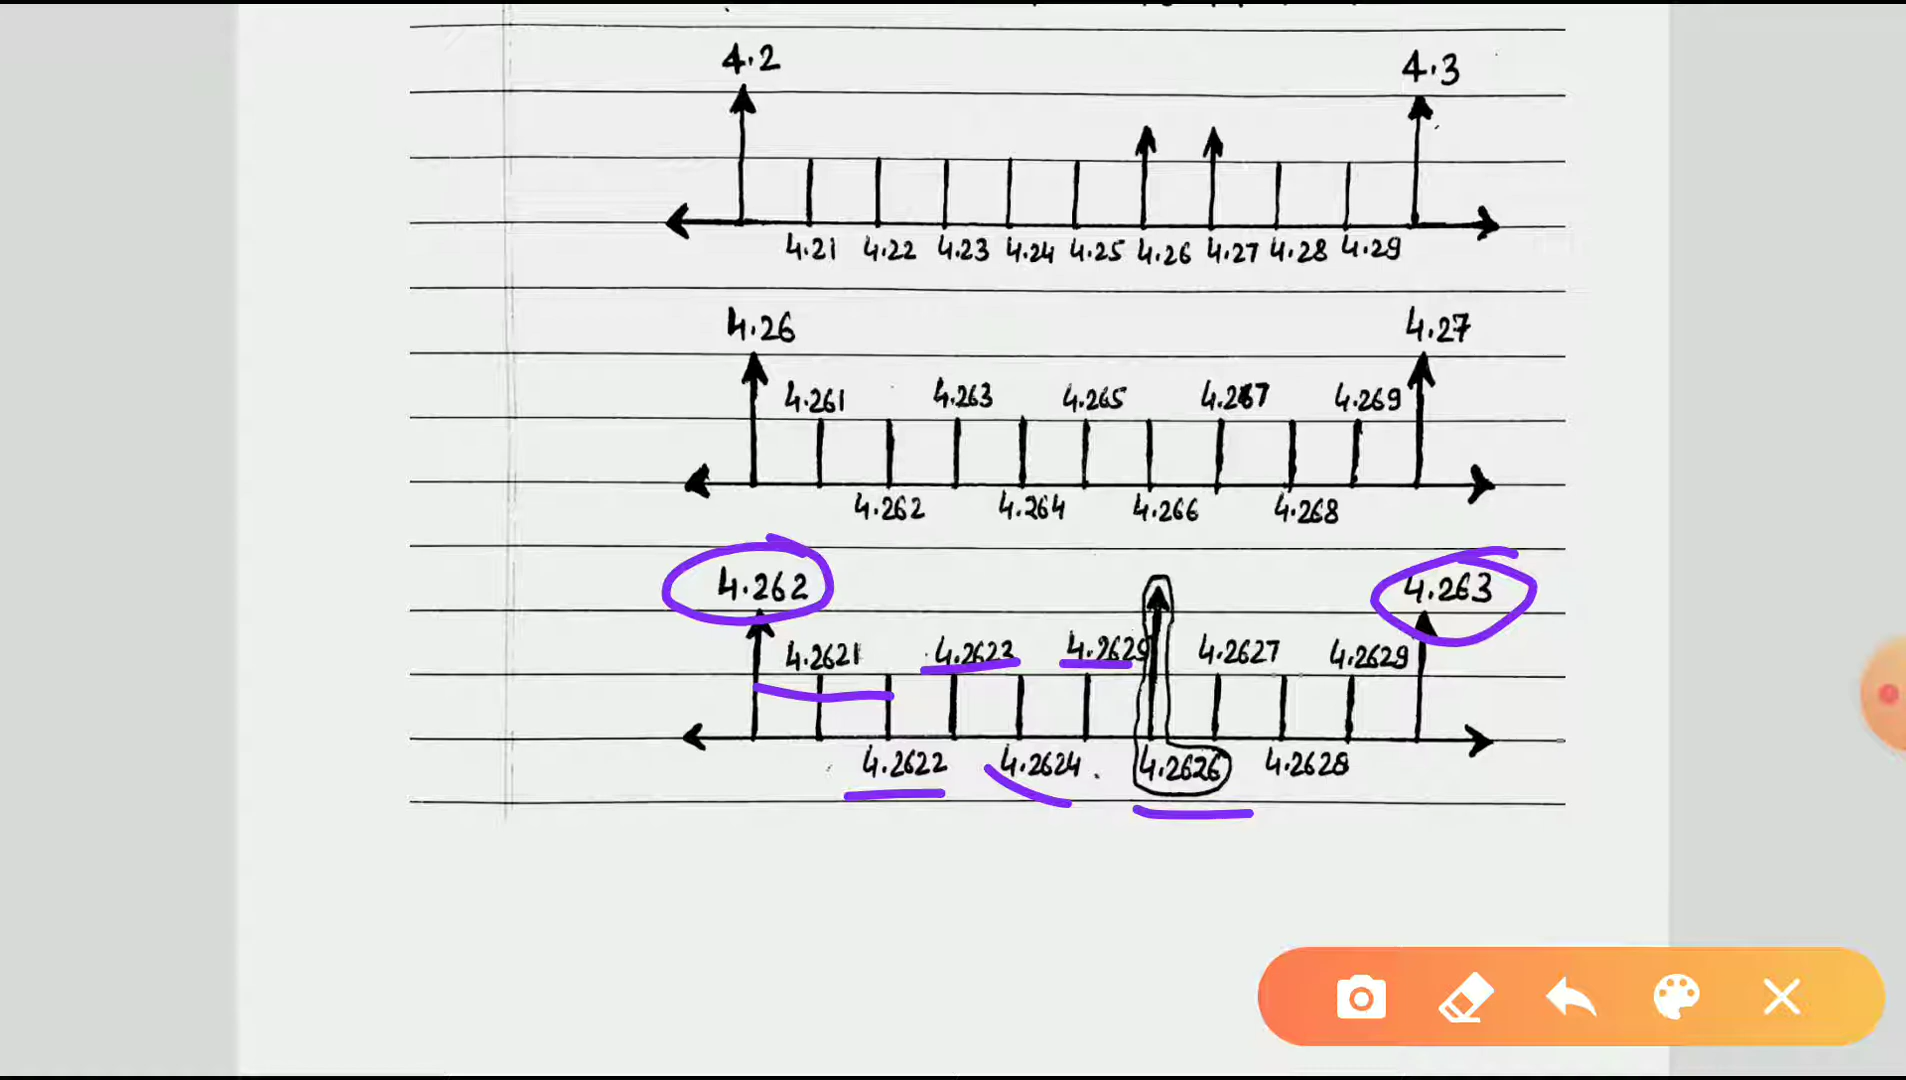 4.2 4.3
4.21 4.22 4.23 4.24 4.25 4.26 4.27 4.28 4.29
4.26 4.27
4.261 4.263 4.265 4.267 4.269
4.262 4.264 4.266 4.268
4.262 4.263
4.2621 4.2623 4.2627 4.2629
4.2622 4.2624 4.2626 4.2628